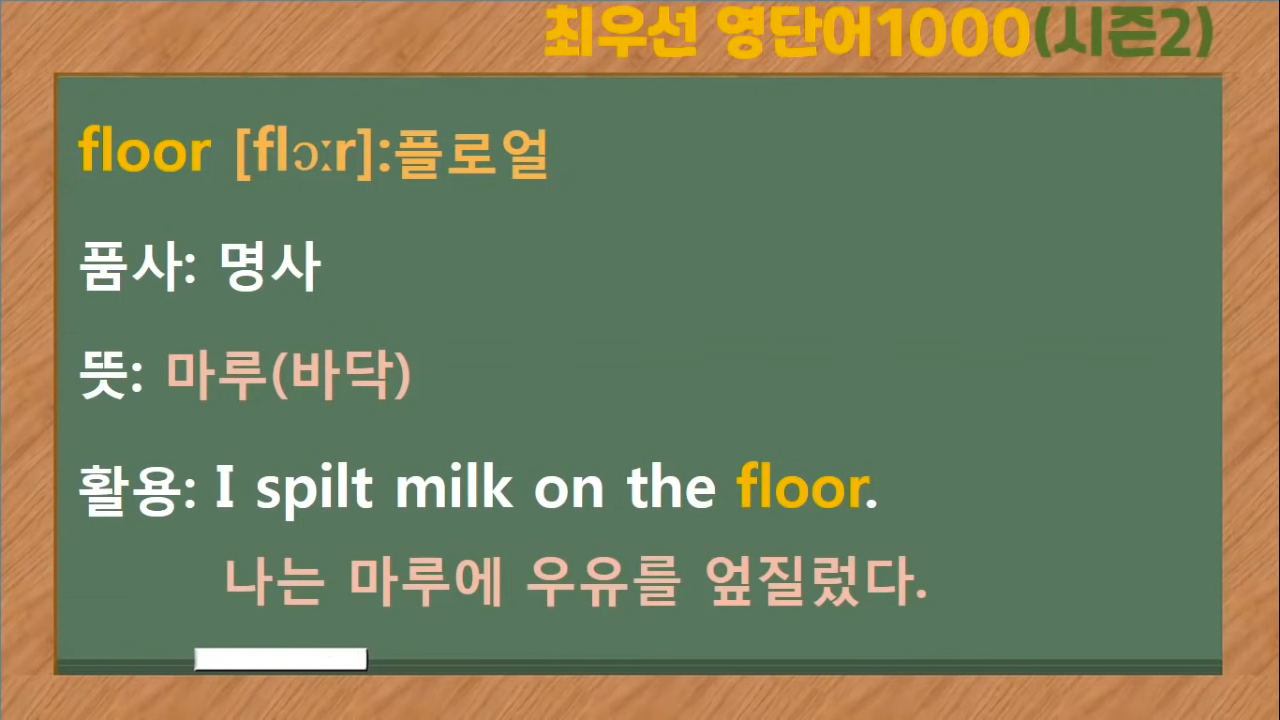 최우선 영단어1000(시즌2)
floor [flɔːr]:플로얼
품사: 명사
뜻: 마루(바닥)
활용: I spilt milk on the floor.
나는 마루에 우유를 엎질렀다.